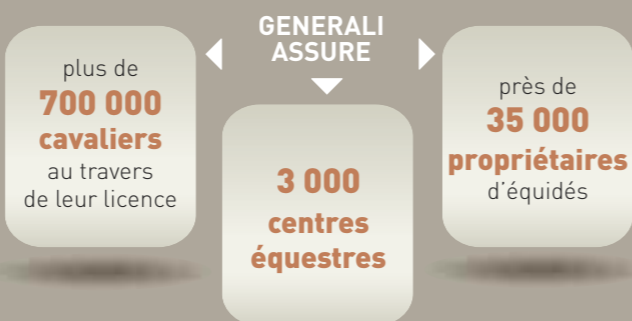 GENERALI
ASSURE
plus de
700 000
cavaliers
au travers
de leur licence
3 000
centres
équestres
près de
35 000
propriétaires
d'équidés